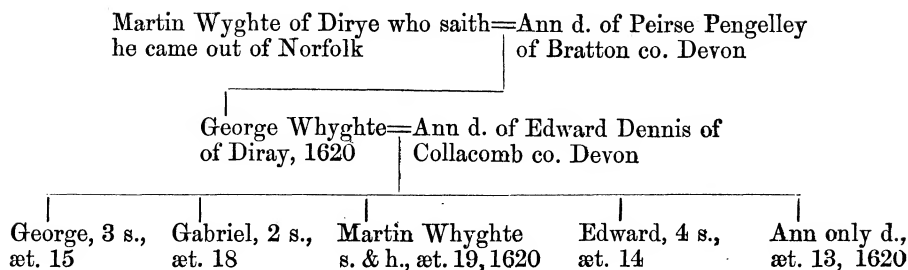 Martin Wyghte of Dirye who saith=Ann d. of Peirse Pengelley
he came out of Norfolk of Bratton co. Devon
George Whyghte=Ann d. of Edward Dennis of
of Diray, 1620 Collacomb co. Devon
George, 3 s., Gabriel, 2 s., Martin Whyghte Edward, 4 s., Ann only d.,
æt. 15 æt. 18 s. & h., æt. 19, 1620 æt. 14 æt. 13, 1620